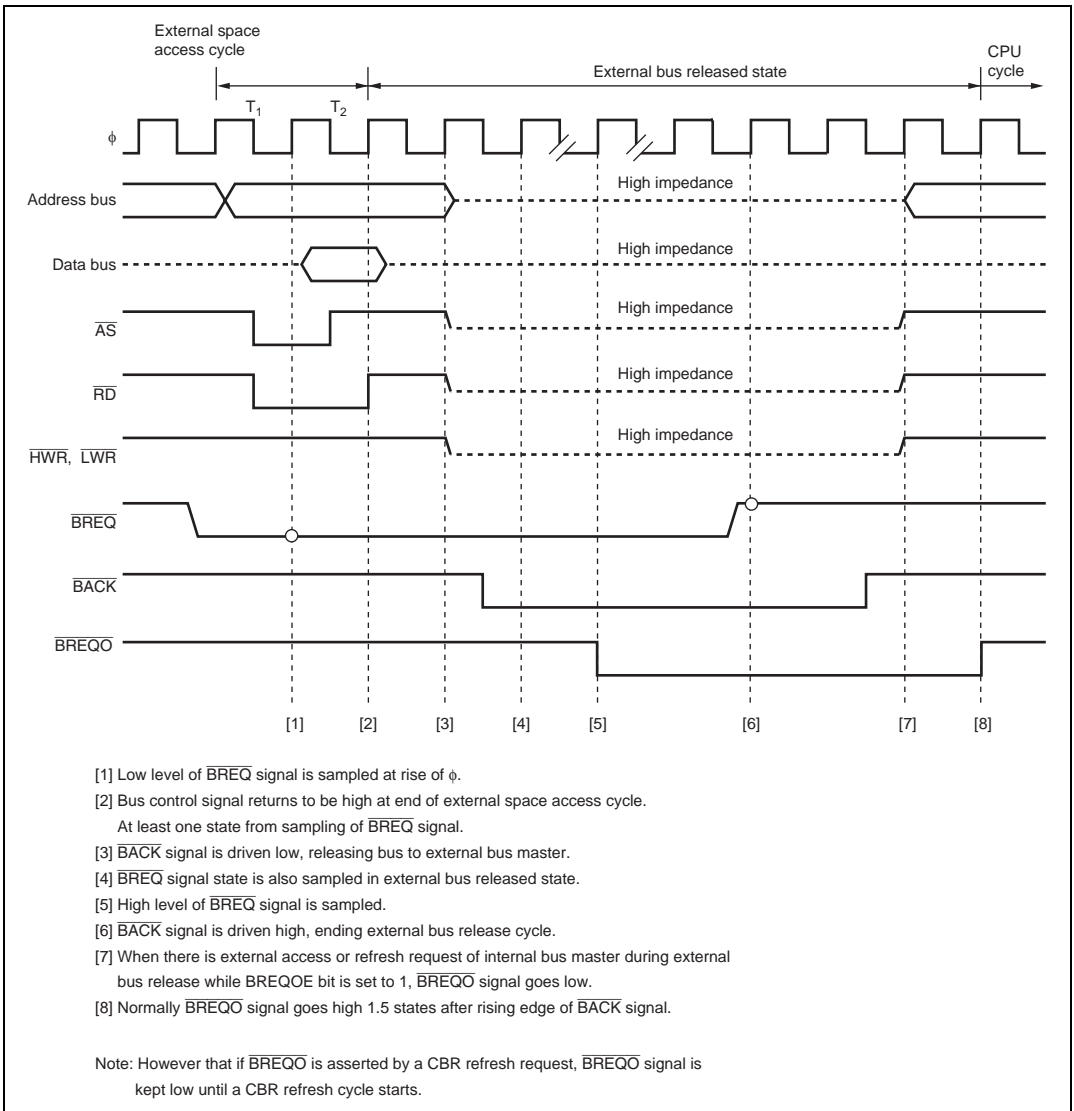 External space
access cycle
External bus released state
CPU
cycle
T1
T2
ϕ
Address bus
High impedance
Data bus
High impedance
AS
High impedance
RD
High impedance
HWR, LWR
High impedance
BREQ
BACK
BREQO
[1] [2] [3] [4] [5] [6] [7] [8]
[1] Low level of BREQ signal is sampled at rise of ϕ.
[2] Bus control signal returns to be high at end of external space access cycle.
At least one state from sampling of BREQ signal.
[3] BACK signal is driven low, releasing bus to external bus master.
[4] BREQ signal state is also sampled in external bus released state.
[5] High level of BREQ signal is sampled.
[6] BACK signal is driven high, ending external bus release cycle.
[7] When there is external access or refresh request of internal bus master during external
bus release while BREQOE bit is set to 1, BREQO signal goes low.
[8] Normally BREQO signal goes high 1.5 states after rising edge of BACK signal.
Note: However that if BREQO is asserted by a CBR refresh request, BREQO signal is
kept low until a CBR refresh cycle starts.